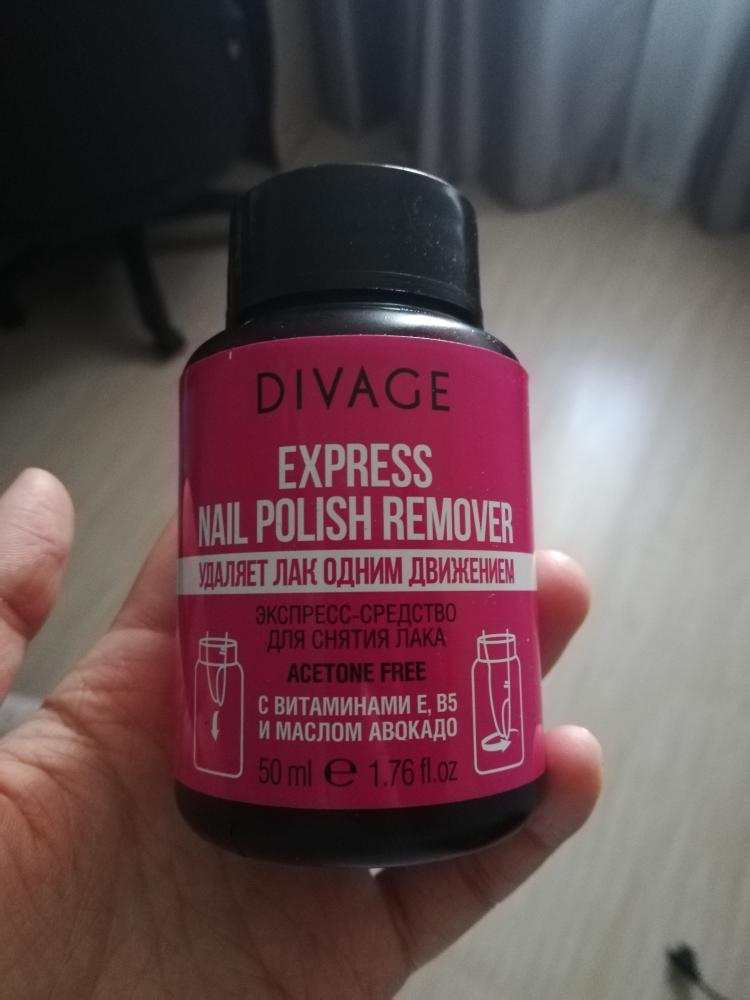 DIVAGE
EXPRESS
NAIL POLISH REMOVER
УДАЛЯЕТ ЛАК ОДНИМ ДВИЖЕНИЕМ
ЭКСПРЕСС-СРЕДСТВО
ДЛЯ СНЯТИЯ ЛАКА
ACETONE FREE
С ВИТАМИНАМИ Е, В5
И МАСЛОМ АВОКАДО
50 ml ℮ 1.76 fl.oz